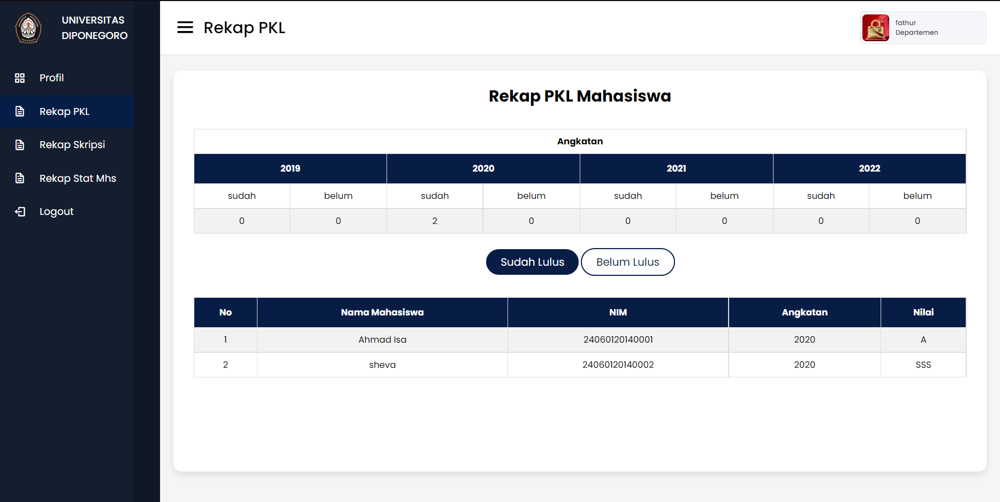 UNIVERSITAS
DIPONEGORO
Profil
Rekap PKL
Rekap Skripsi
Rekap Stat Mhs
Logout
Rekap PKL
fathur
Departemen
Rekap PKL Mahasiswa
Angkatan
2019 2020 2021 2022
sudah belum sudah belum sudah belum sudah belum
0 0 2 0 0 0 0 0
Sudah Lulus Belum Lulus
No Nama Mahasiswa NIM Angkatan Nilai
1 Ahmad Isa 24060120140001 2020 A
2 sheva 24060120140002 2020 SSS